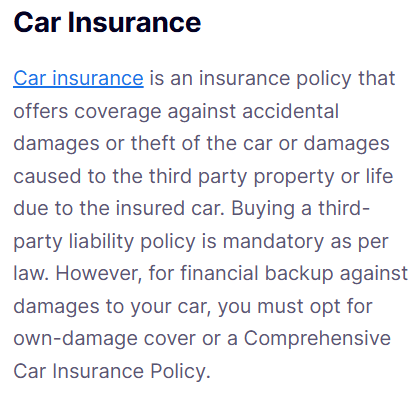 Car Insurance
Car insurance is an insurance policy that
offers coverage against accidental
damages or theft of the car or damages
caused to the third party property or life
due to the insured car. Buying a third-
party liability policy is mandatory as per
law. However, for financial backup against
damages to your car, you must opt for
own-damage cover or a Comprehensive
Car Insurance Policy.